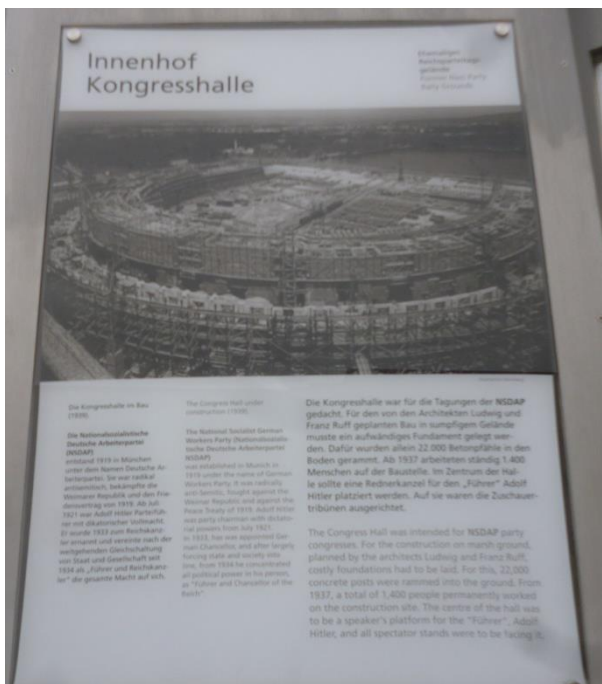 Innenhof
Kongresshalle
Ehemaliges
Reichsparteitags-
gelände
Former Nazi Party
Rally Grounds
Die Kongresshalle im Bau
(1939).
Die Nationalsozialistische
Deutsche Arbeiterpartei
(NSDAP)
entstand 1919 in München
unter dem Namen Deutsche Ar-
beiterpartei. Sie war radikal
antisemitisch, bekämpfte die
Weimarer Republik und den Frie-
densvertrag von 1919. Ab Juli
1921 war Adolf Hitler Parteifüh-
rer mit diktatorischer Vollmacht.
Er wurde 1933 zum Reichskanz-
ler ernannt und vereinte nach der
weitgehenden Gleichschaltung
von Staat und Gesellschaft seit
1934 als „Führer und Reichskanz-
ler" die gesamte Macht auf sich.
The Congress Hall under
construction (1939)
The National Socialist German
Workers Party (Nationalsozialis-
tische Deutsche Arbeiterpartei
(NSDAP)
was established in Munich in
1919 under the name of German
Workers Party. It was radically
anti-Semitic, fought against the
Weimar Republic and against the
Peace Treaty of 1919. Adolf Hitler
was party chairman with dictato-
rial powers from July 1921.
In 1933, he was appointed Ger-
man Chancellor, and after largely
forcing state and society into
line, from 1934 he concentrated
all political power in his person,
as "Führer and Chancellor of the
Reich".
Die Kongresshalle war für die Tagungen der NSDAP
gedacht. Für den von den Architekten Ludwig und
Franz Ruff geplanten Bau in sumpfigem Gelände
musste ein aufwändiges Fundament gelegt wer-
den. Dafür wurden allein 22.000 Betonpfähle in den
Boden gerammt. Ab 1937 arbeiteten ständig 1.400
Menschen auf der Baustelle. Im Zentrum der Hal-
le sollte eine Rednerkanzel für den „Führer" Adolf
Hitler platziert werden. Auf sie waren die Zuschauer-
tribünen ausgerichtet.
The Congress Hall was intended for NSDAP party
congresses. For the construction on marsh ground,
planned by the architects Ludwig and Franz Ruff,
costly foundations had to be laid. For this, 22,000
concrete posts were rammed into the ground. From
1937, a total of 1,400 people permanently worked
on the construction site. The centre of the hall was
to be a speaker's platform for the "Führer", Adolf
Hitler, and all spectator stands were to be facing it.